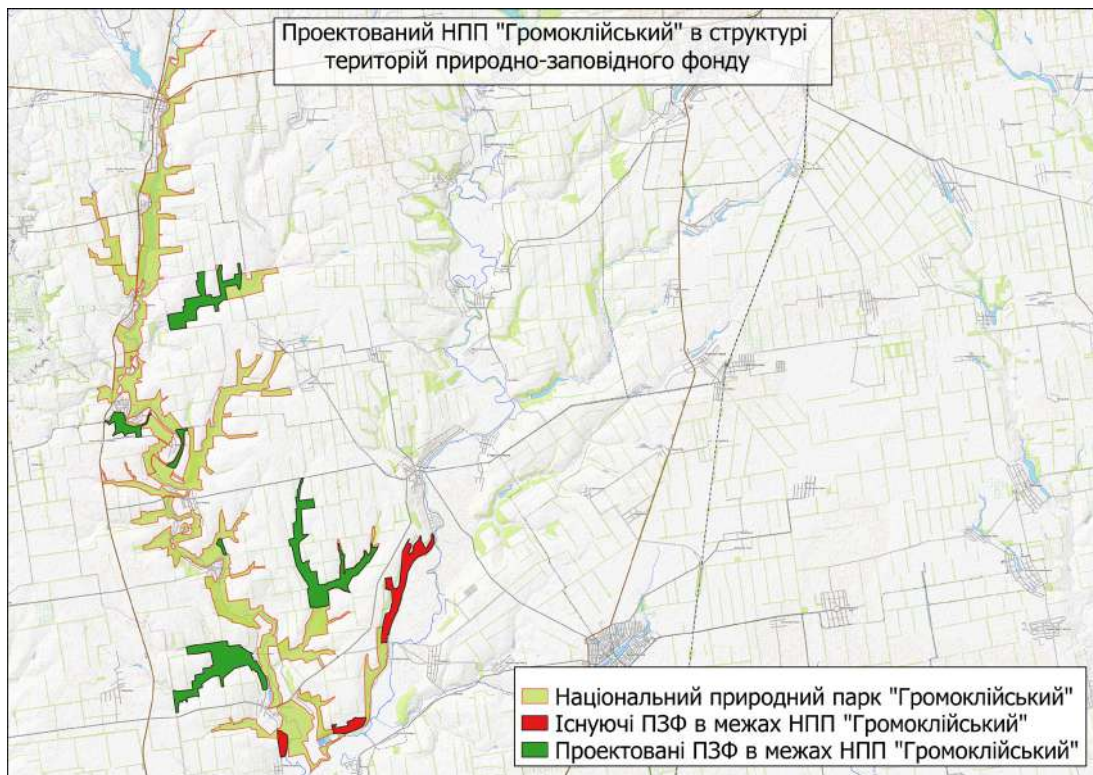 Проектований НПП "Громоклійський" в структурі
територій природно-заповідного фонду
Національний природний парк "Громоклійський"
Існуючі ПЗФ в межах НПП "Громоклійський"
Проектовані ПЗФ в межах НПП "Громоклійський"